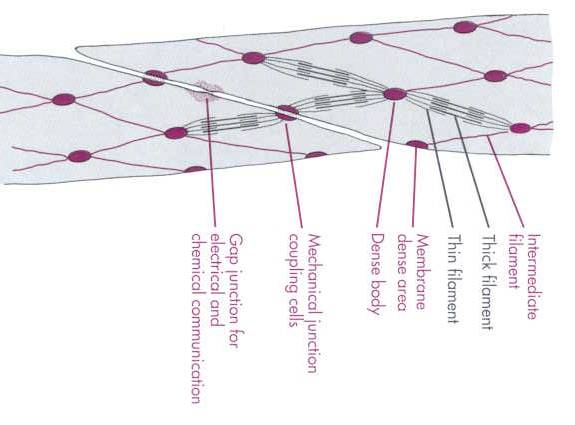 Intermediate
filament
Thick filament
Thin filament
Membrane
dense area
Dense body
Mechanical junction
coupling cells
Gap junction for
electrical and
chemical communication